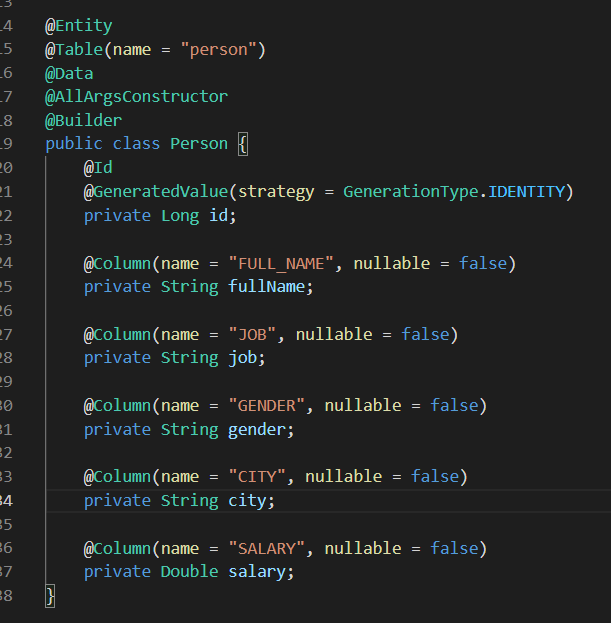 14 @Entity
15 @Table(name = "person")
16 @Data
17 @AllArgsConstructor
18 @Builder
19 public class Person {
20     @Id
21     @GeneratedValue(strategy = GenerationType.IDENTITY)
22     private Long id;
23
24     @Column(name = "FULL_NAME", nullable = false)
25     private String fullName;
26
27     @Column(name = "JOB", nullable = false)
28     private String job;
29
30     @Column(name = "GENDER", nullable = false)
31     private String gender;
32
33     @Column(name = "CITY", nullable = false)
34     private String city;
35
36     @Column(name = "SALARY", nullable = false)
37     private Double salary;
38 }